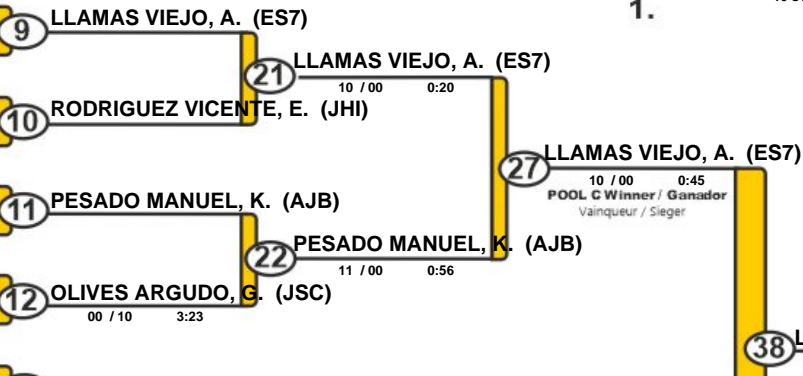 1.
9 LLAMAS VIEJO, A. (ES7)
21 LLAMAS VIEJO, A. (ES7)
10 / 00 0:20
10 RODRIGUEZ VICENTE, E. (JHI)
27 LLAMAS VIEJO, A. (ES7)
10 / 00 0:45
POOL C Winner / Ganador
Vainqueur / Sieger
11 PESADO MANUEL, K. (AJB)
22 PESADO MANUEL, K. (AJB)
11 / 00 0:56
12 OLIVES ARGUDO, G. (JSC)
00 / 10 3:23
38 L